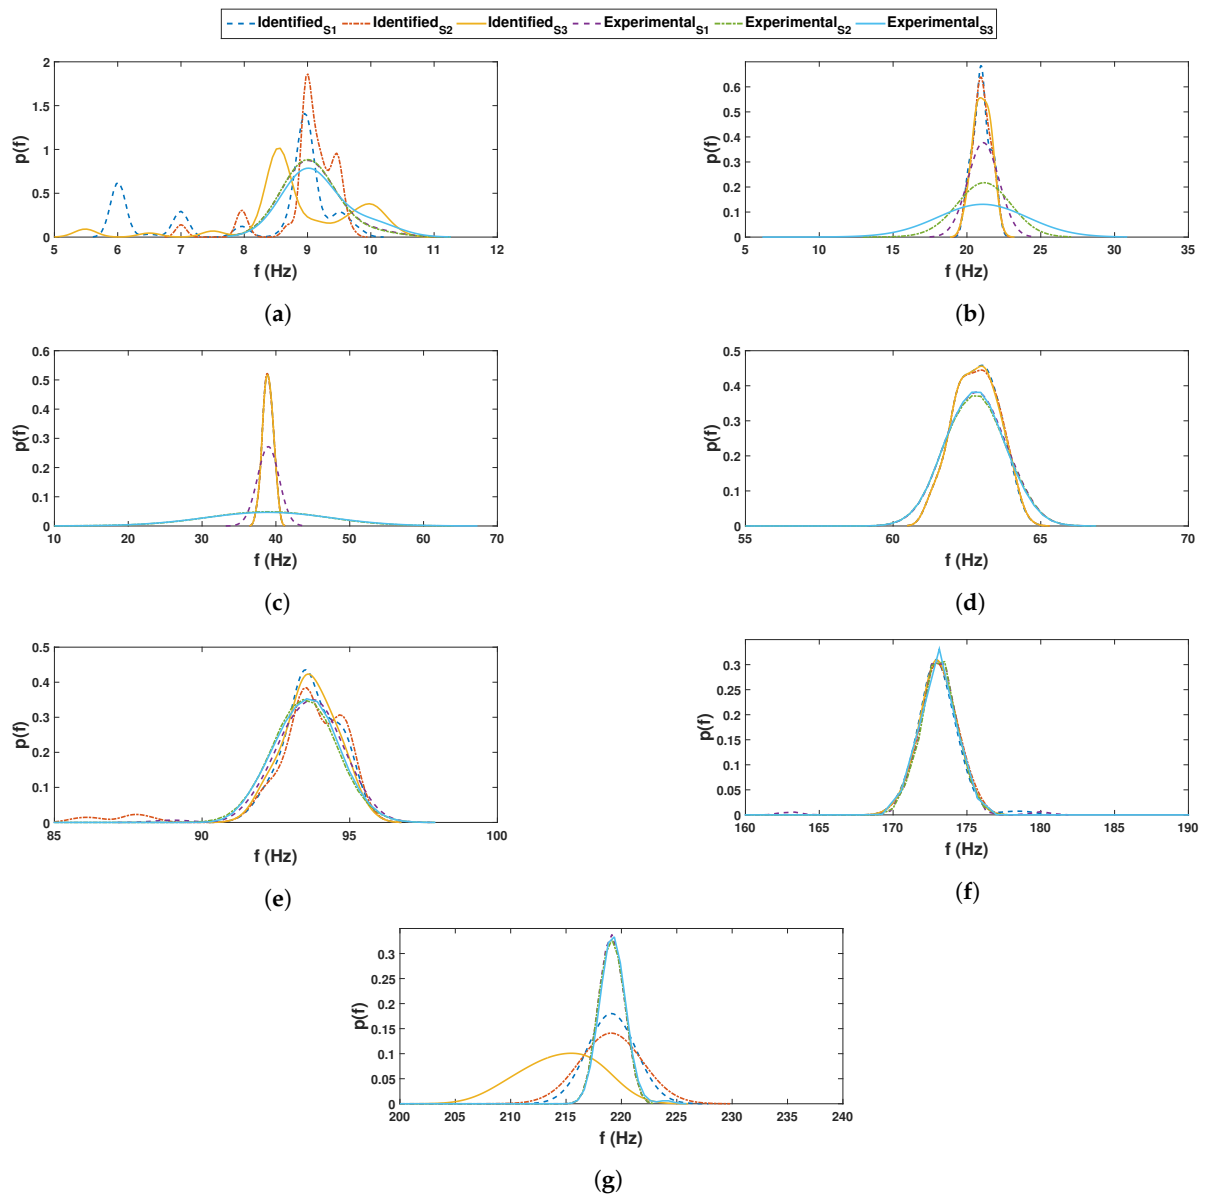 Identified_S1 Identified_S2 Identified_S3 Experimental_S1 Experimental_S2 Experimental_S3
2
1.5
1
0.5
0
p(f)
5 6 7 8 9 10 11 12
f (Hz)
(a)
0.6
0.5
0.4
0.3
0.2
0.1
0
p(f)
5 10 15 20 25 30 35
f (Hz)
(b)
0.6
0.5
0.4
0.3
0.2
0.1
0
p(f)
10 20 30 40 50 60 70
f (Hz)
(c)
0.5
0.4
0.3
0.2
0.1
0
p(f)
55 60 65 70
f (Hz)
(d)
0.5
0.4
0.3
0.2
0.1
0
p(f)
85 90 95 100
f (Hz)
(e)
0.3
0.25
0.2
0.15
0.1
0.05
0
p(f)
160 165 170 175 180 185 190
f (Hz)
(f)
0.3
0.25
0.2
0.15
0.1
0.05
0
p(f)
200 205 210 215 220 225 230 235 240
f (Hz)
(g)